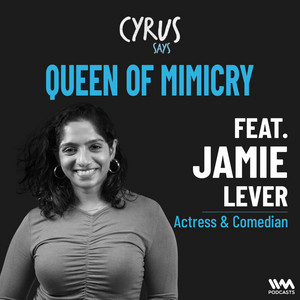 CYRUS
SAYS
QUEEN OF MIMICRY
FEAT.
JAMIE
LEVER
Actress & Comedian
IVM
PODCASTS